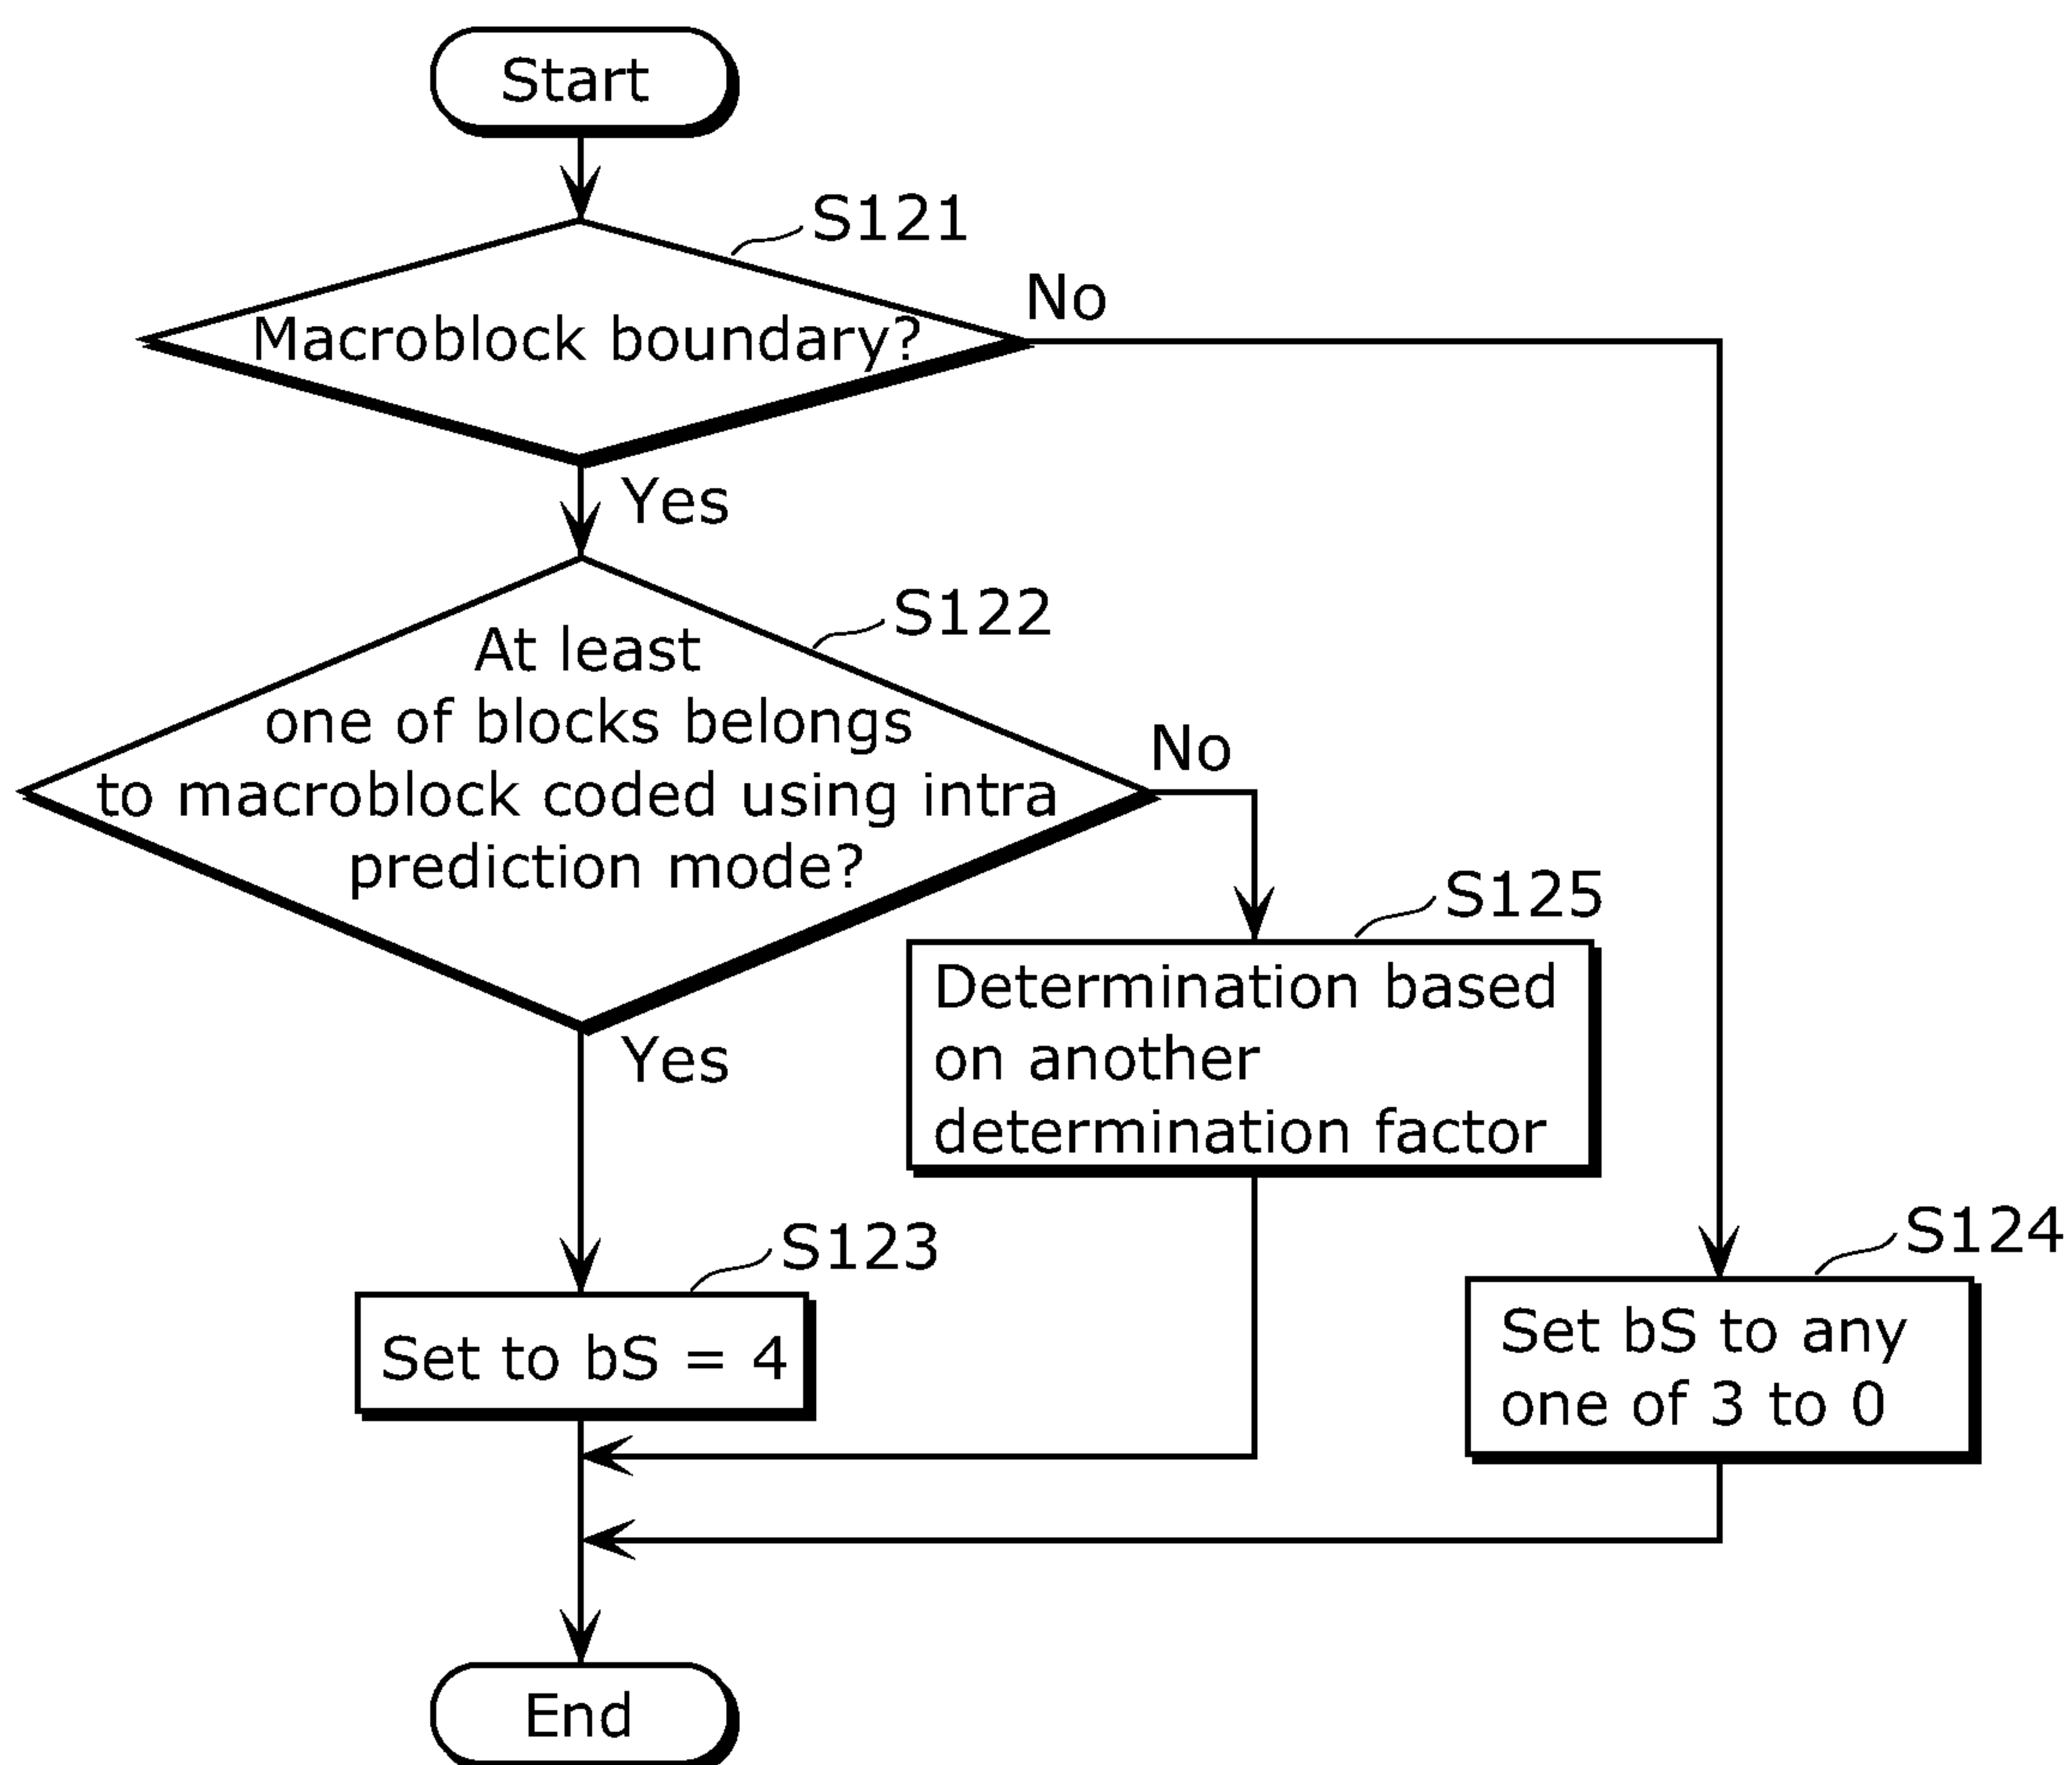 Start
S121
Macroblock boundary?
No
Yes
S122
At least
one of blocks belongs
to macroblock coded using intra
prediction mode?
No
Yes
S125
Determination based
on another
determination factor
S123
Set to bS = 4
S124
Set bS to any
one of 3 to 0
End